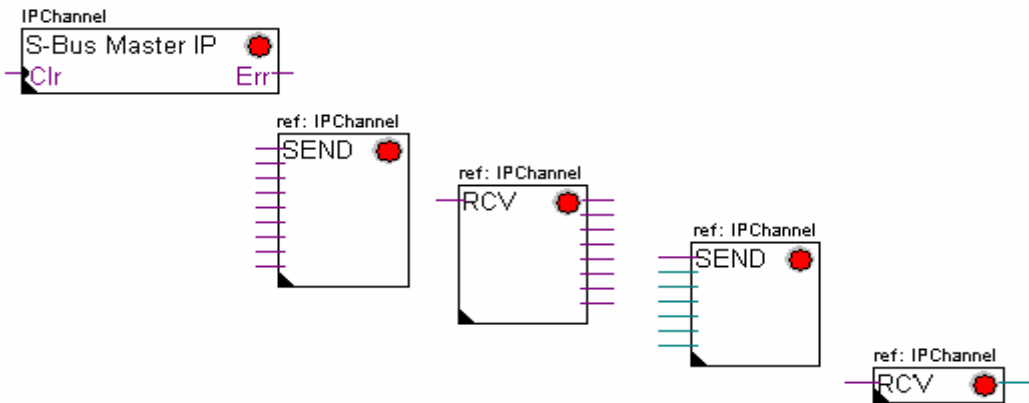 IPChannel
S-Bus Master IP
Clr Err
ref: IPChannel
SEND
ref: IPChannel
RCV
ref: IPChannel
SEND
ref: IPChannel
RCV